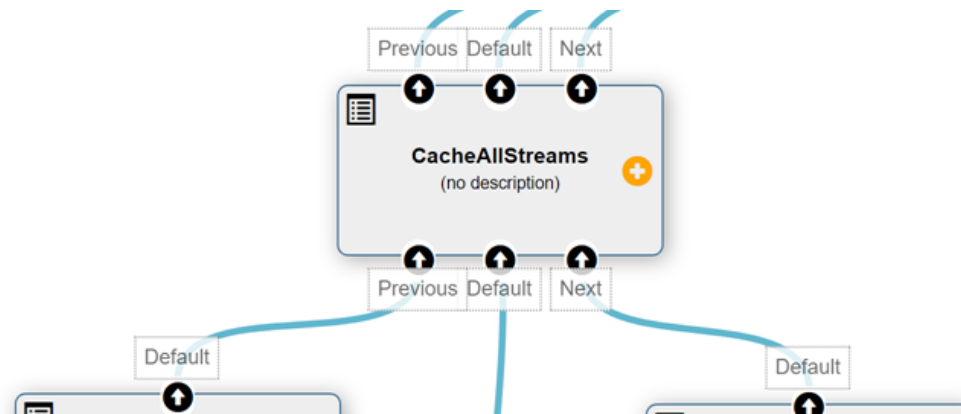 Previous Default Next
CacheAllStreams
(no description)
Previous Default Next
Default
Default